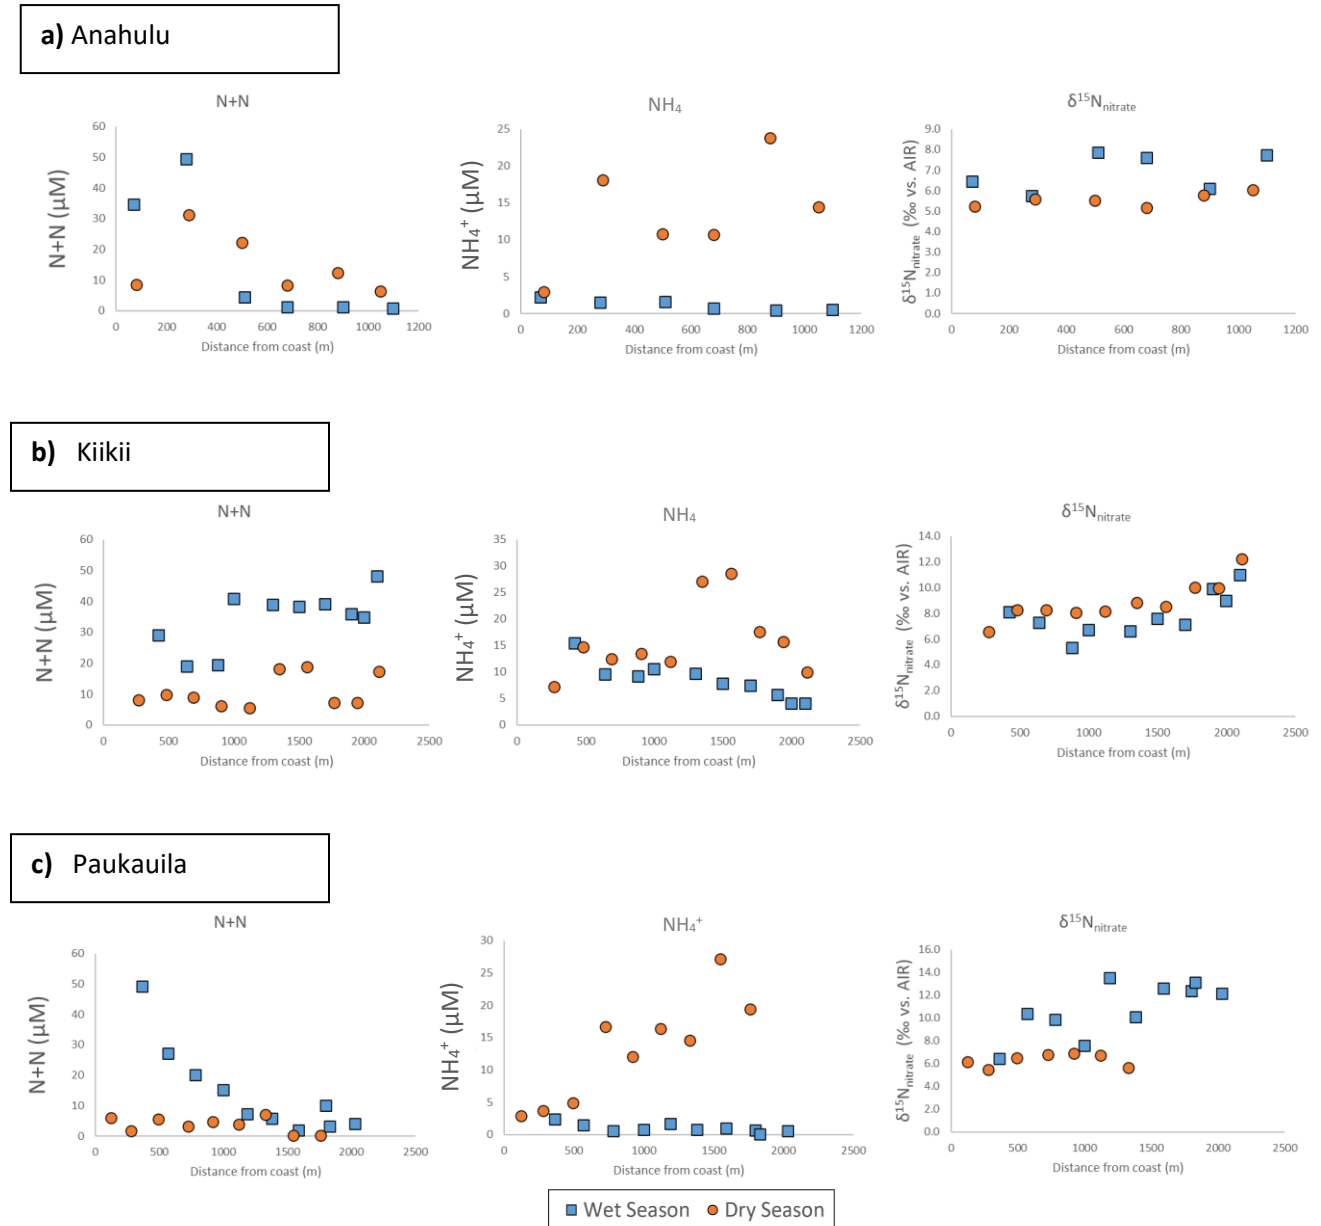 a) Anahulu
N+N
NH₄
δ¹⁵Nnitrate
N+N (µM)
60
50
40
30
20
10
0
0 200 400 600 800 1000 1200
Distance from coast (m)
NH₄⁺ (µM)
25
20
15
10
5
0
0 200 400 600 800 1000 1200
Distance from coast (m)
δ¹⁵Nnitrate (‰ vs. AIR)
9.0
8.0
7.0
6.0
5.0
4.0
3.0
2.0
1.0
0.0
0 200 400 600 800 1000 1200
Distance from coast (m)
b) Kiikii
N+N
NH₄
δ¹⁵Nnitrate
N+N (µM)
60
50
40
30
20
10
0
0 500 1000 1500 2000 2500
Distance from coast (m)
NH₄⁺ (µM)
35
30
25
20
15
10
5
0
0 500 1000 1500 2000 2500
Distance from coast (m)
δ¹⁵Nnitrate (‰ vs. AIR)
14.0
12.0
10.0
8.0
6.0
4.0
2.0
0.0
0 500 1000 1500 2000 2500
Distance from coast (m)
c) Paukauila
N+N
NH₄⁺
δ¹⁵Nnitrate
N+N (µM)
60
50
40
30
20
10
0
0 500 1000 1500 2000 2500
Distance from coast (m)
NH₄⁺ (µM)
30
25
20
15
10
5
0
0 500 1000 1500 2000 2500
Distance from coast (m)
δ¹⁵Nnitrate (‰ vs. AIR)
16.0
14.0
12.0
10.0
8.0
6.0
4.0
2.0
0.0
0 500 1000 1500 2000 2500
Distance from coast (m)
Wet Season Dry Season